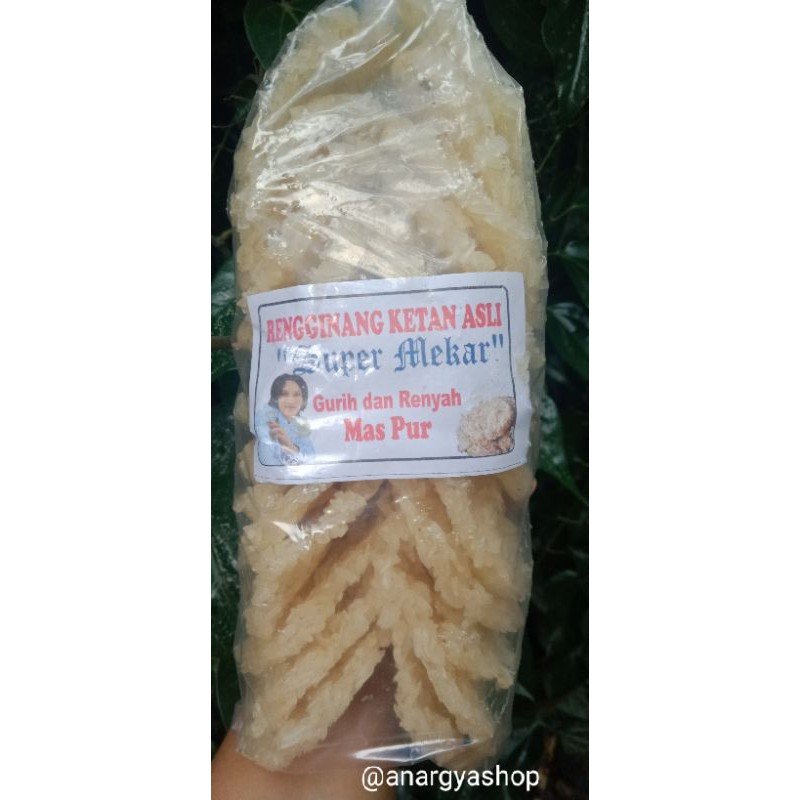 RENGGINANG KETAN ASLI
"Super Mekar"
Gurih dan Renyah
Mas Pur
@anargyashop